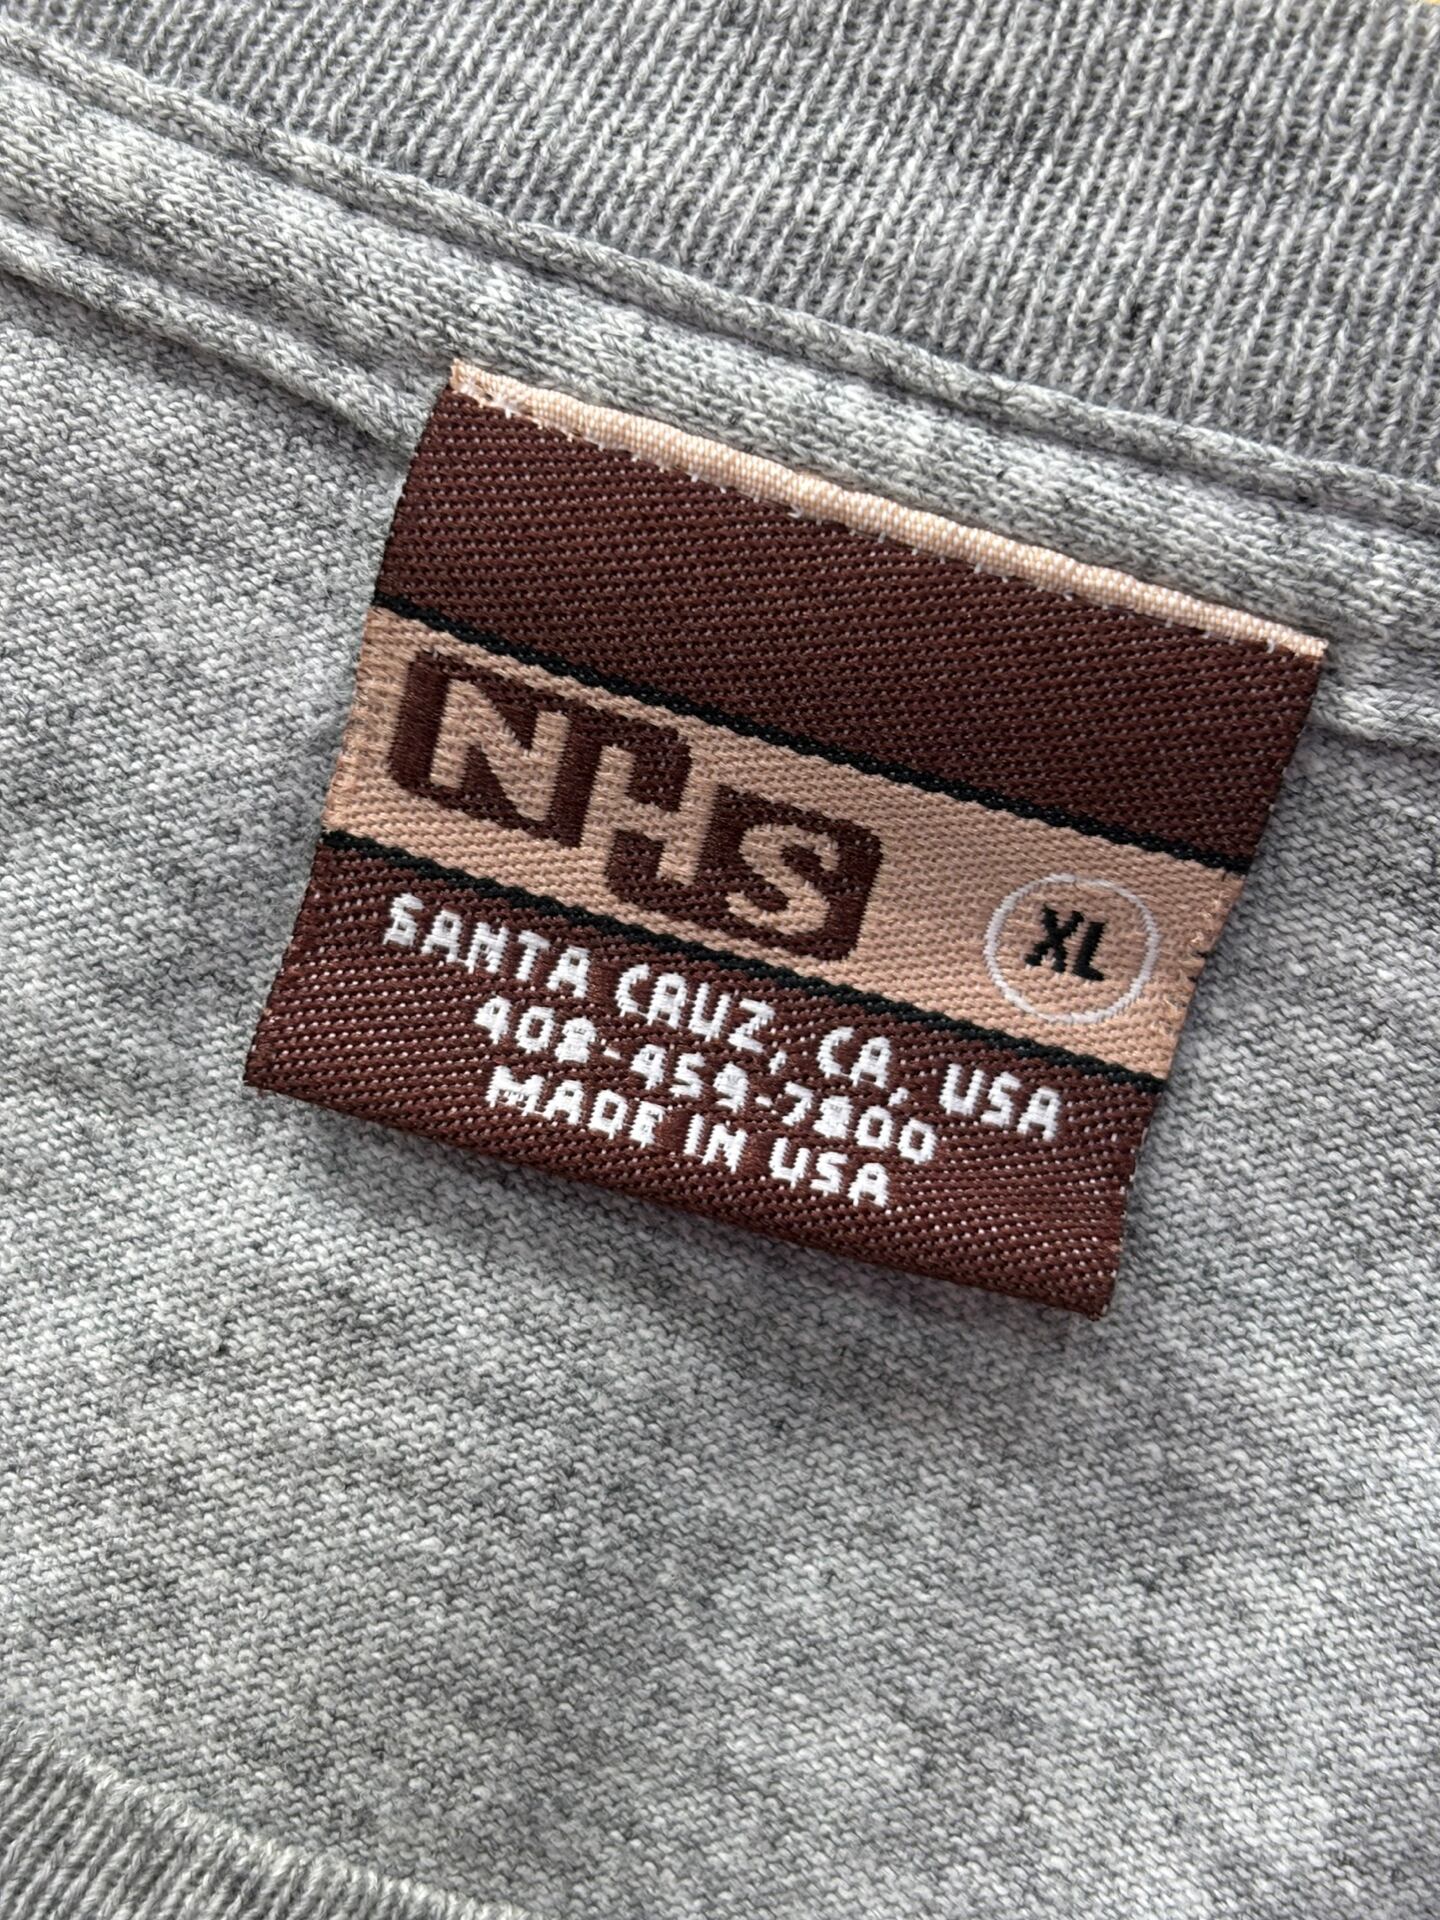 NHS
XL
SANTA CRUZ, CA, USA
408-459-7800
MADE IN USA